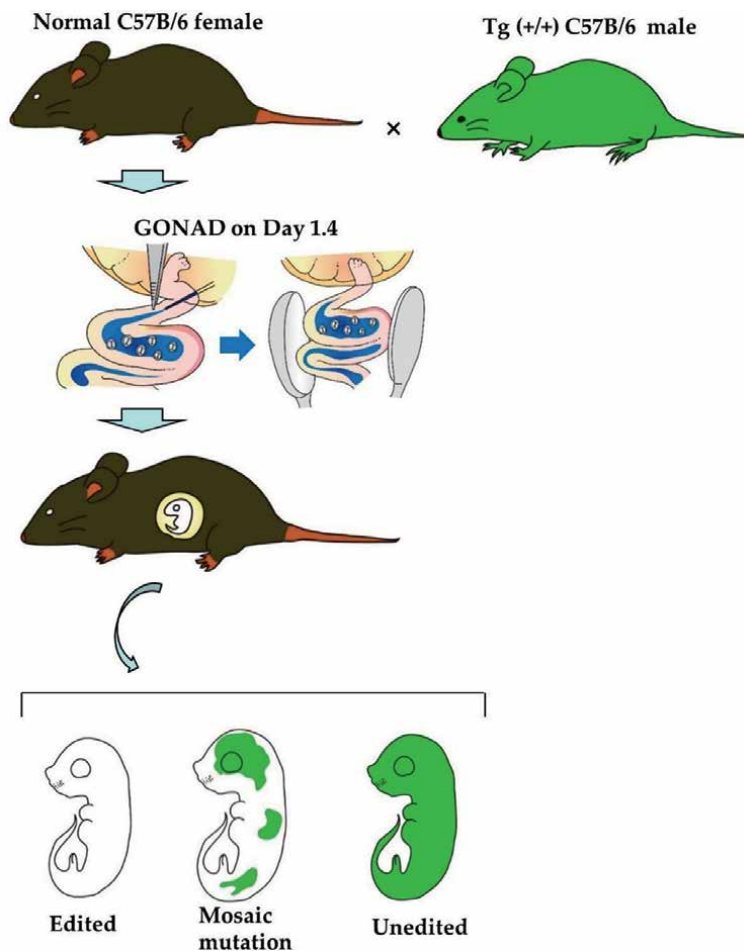 Normal C57B/6 female
Tg (+/+) C57B/6 male
×
GONAD on Day 1.4
Edited
Mosaic
mutation
Unedited